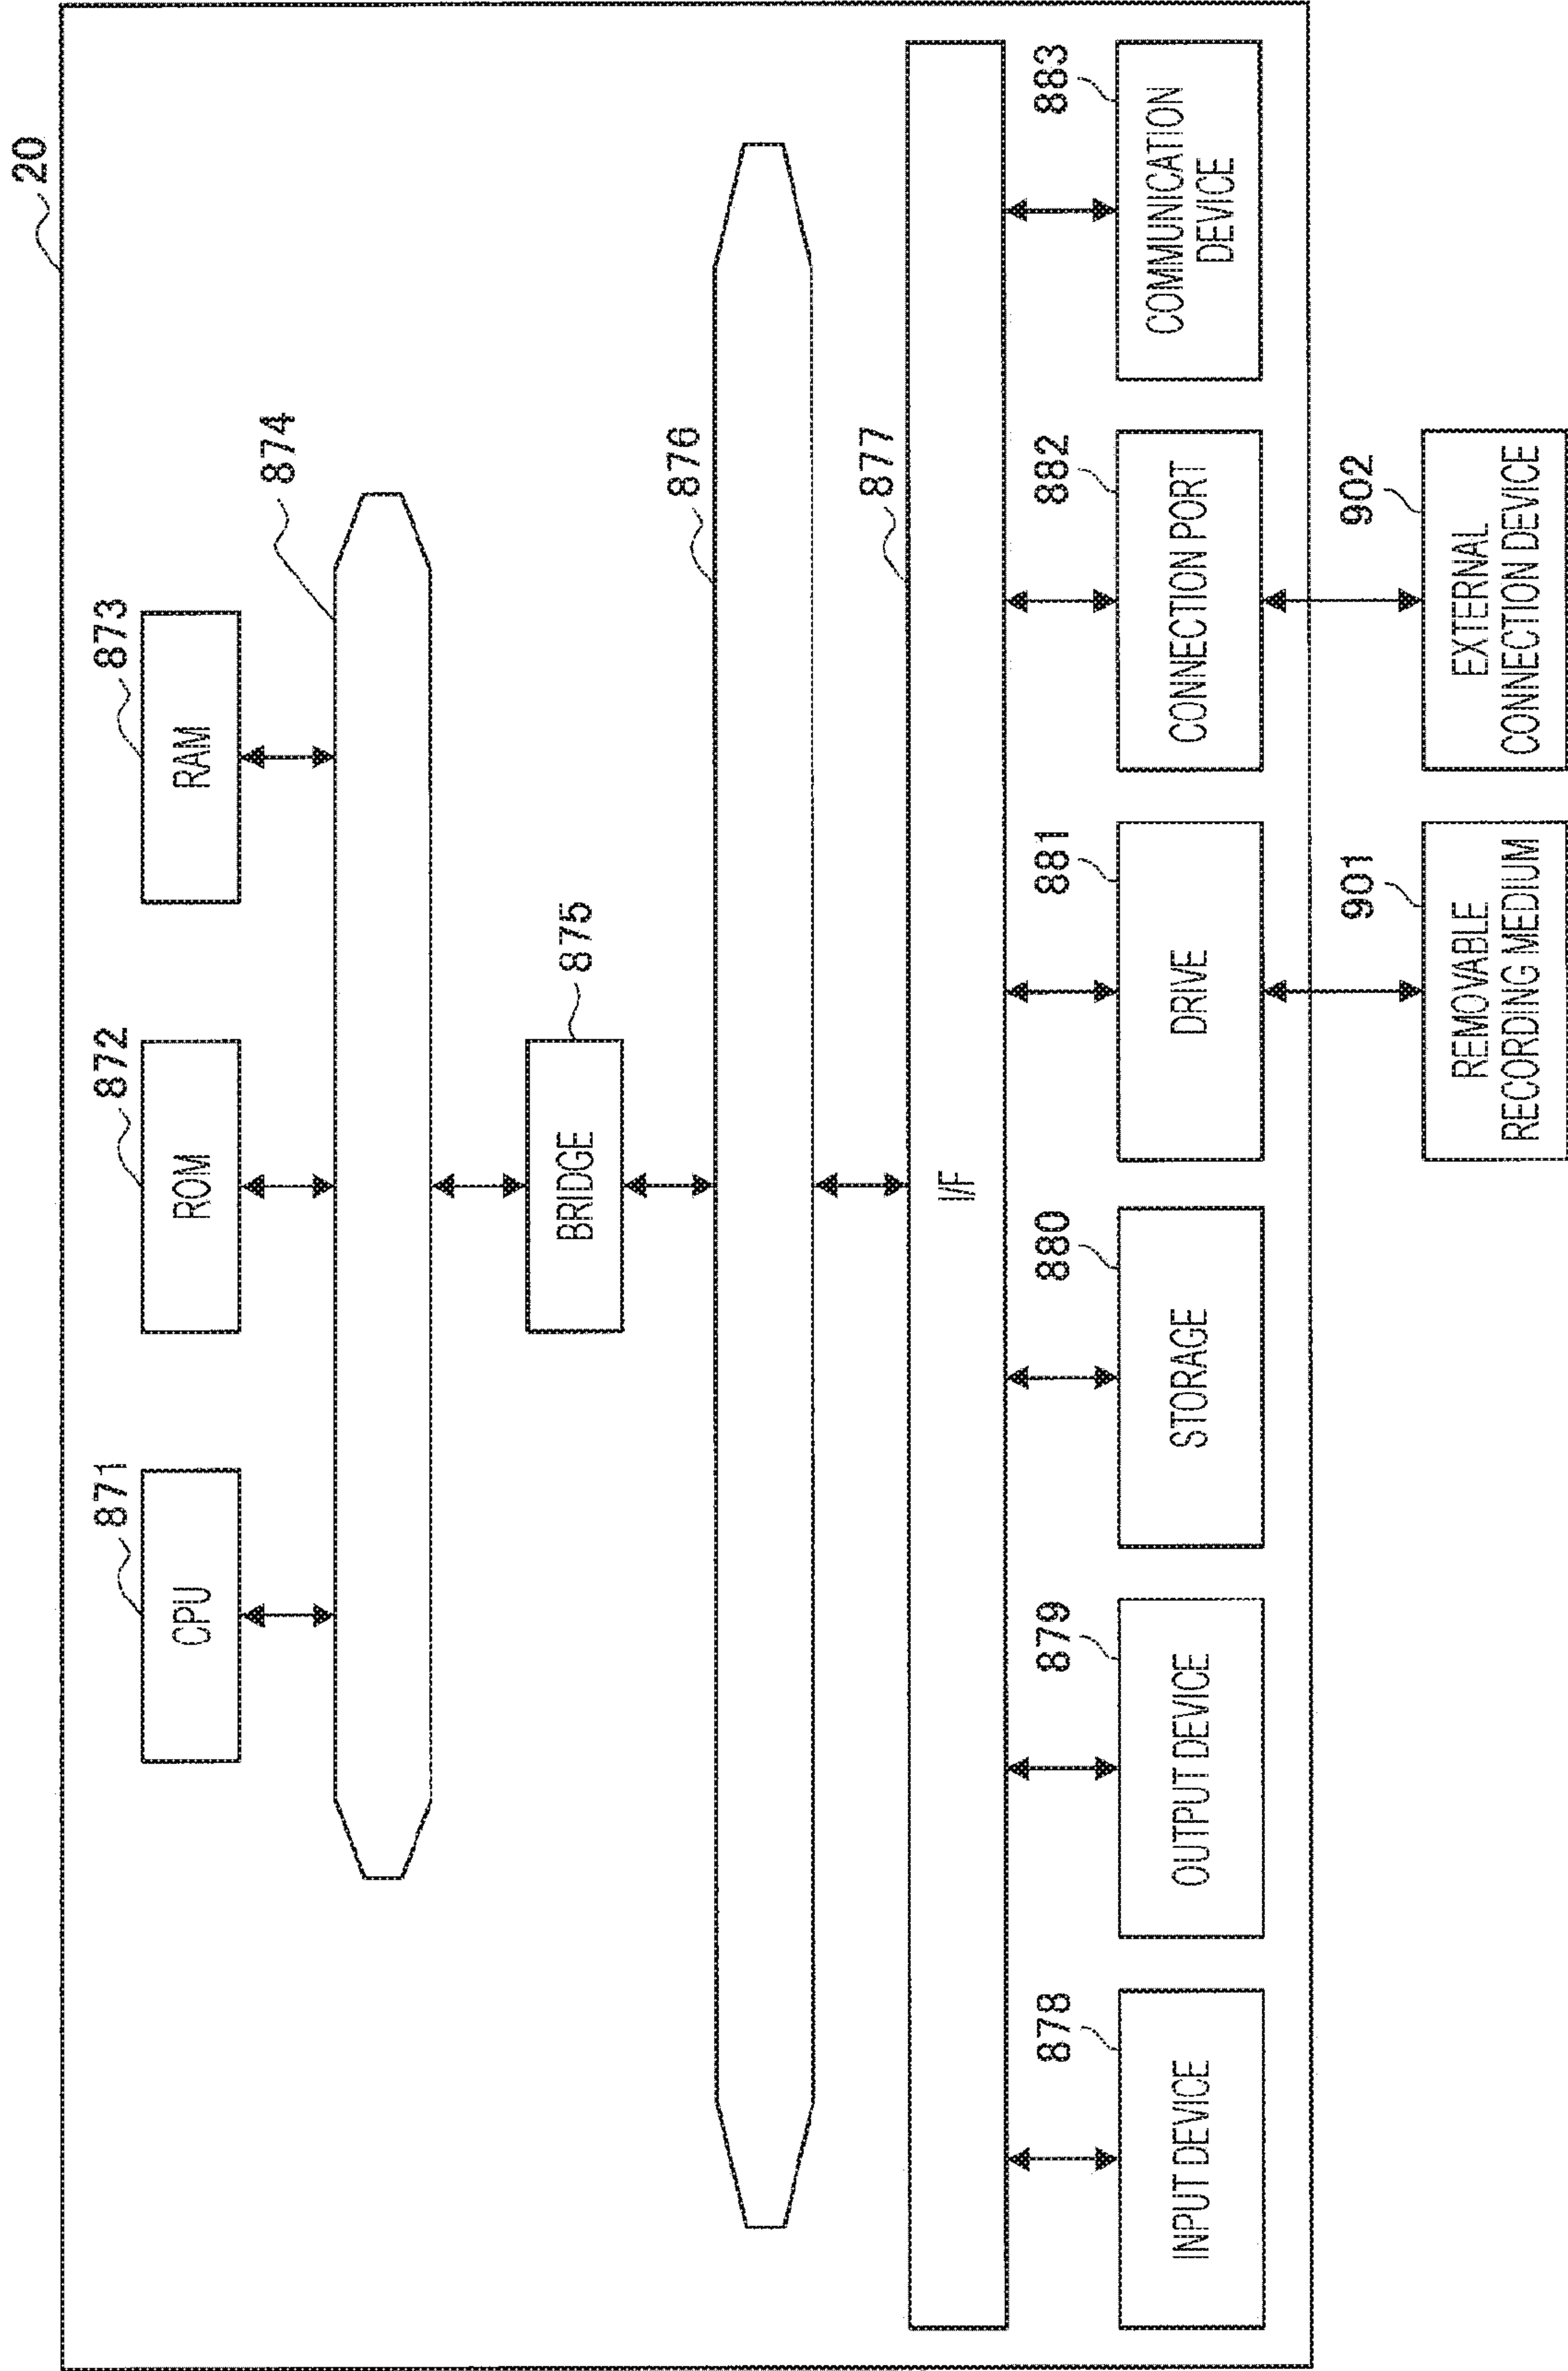 20
871
872
873
CPU
ROM
RAM
874
875
BRIDGE
876
877
I/F
878
879
880
881
882
883
INPUT DEVICE
OUTPUT DEVICE
STORAGE
DRIVE
CONNECTION PORT
COMMUNICATION
DEVICE
901
902
REMOVABLE
RECORDING MEDIUM
EXTERNAL
CONNECTION DEVICE